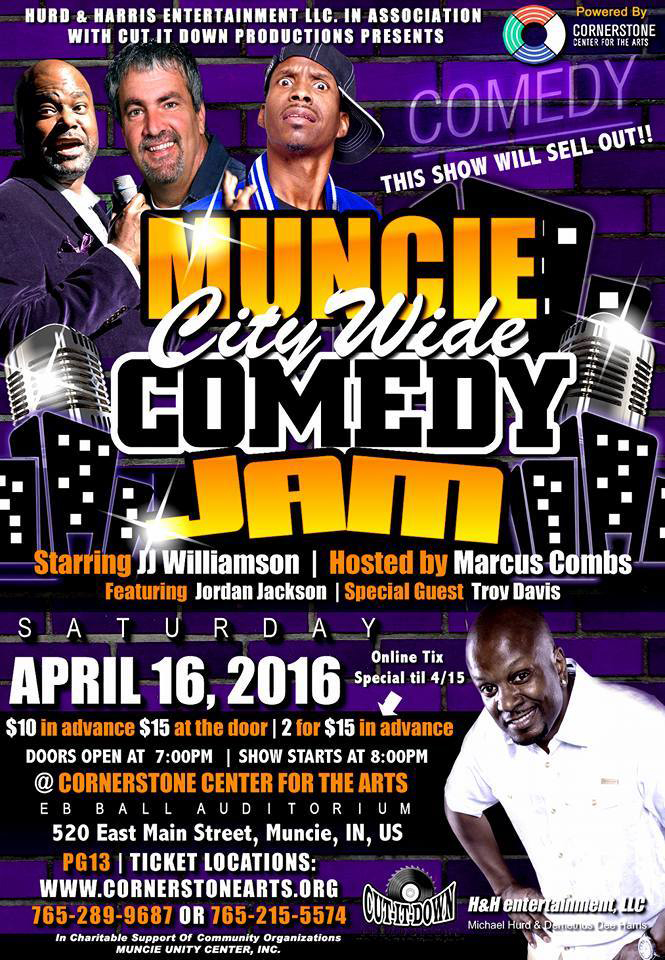 HURD & HARRIS ENTERTAINMENT LLC. IN ASSOCIATION
WITH CUT IT DOWN PRODUCTIONS PRESENTS
Powered By
CORNERSTONE
CENTER FOR THE ARTS
COMEDY
THIS SHOW WILL SELL OUT!!
MUNCIE
City Wide
COMEDY
JAM
Starring JJ Williamson | Hosted by Marcus Combs
Featuring Jordan Jackson | Special Guest Troy Davis
SATURDAY
APRIL 16, 2016
Online Tix
Special til 4/15
$10 in advance $15 at the door | 2 for $15 in advance
DOORS OPEN AT 7:00PM | SHOW STARTS AT 8:00PM
@ CORNERSTONE CENTER FOR THE ARTS
EB BALL AUDITORIUM
520 East Main Street, Muncie, IN, US
PG13 | TICKET LOCATIONS:
WWW.CORNERSTONEARTS.ORG
765-289-9687 OR 765-215-5574
In Charitable Support Of Community Organizations
MUNCIE UNITY CENTER, INC.
CUT-IT-DOWN
H&H entertainment, LLC
Michael Hurd & Demetrius Dee Harris